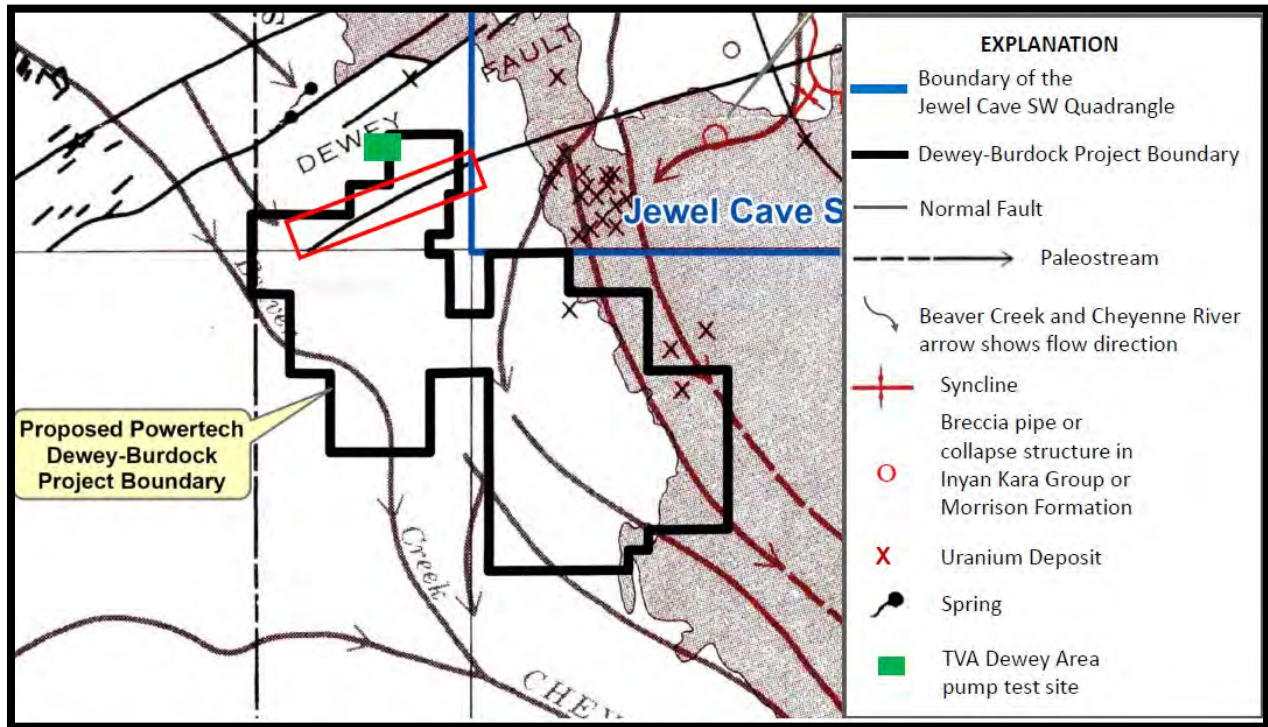 S
FAULT
DEWEY
Jewel Cave S
Beaver
Proposed Powertech
Dewey-Burdock
Project Boundary
Creek
CHEY
EXPLANATION
Boundary of the
Jewel Cave SW Quadrangle
Dewey-Burdock Project Boundary
Normal Fault
Paleostream
Beaver Creek and Cheyenne River
arrow shows flow direction
Syncline
Breccia pipe or
collapse structure in
Inyan Kara Group or
Morrison Formation
Uranium Deposit
Spring
TVA Dewey Area
pump test site